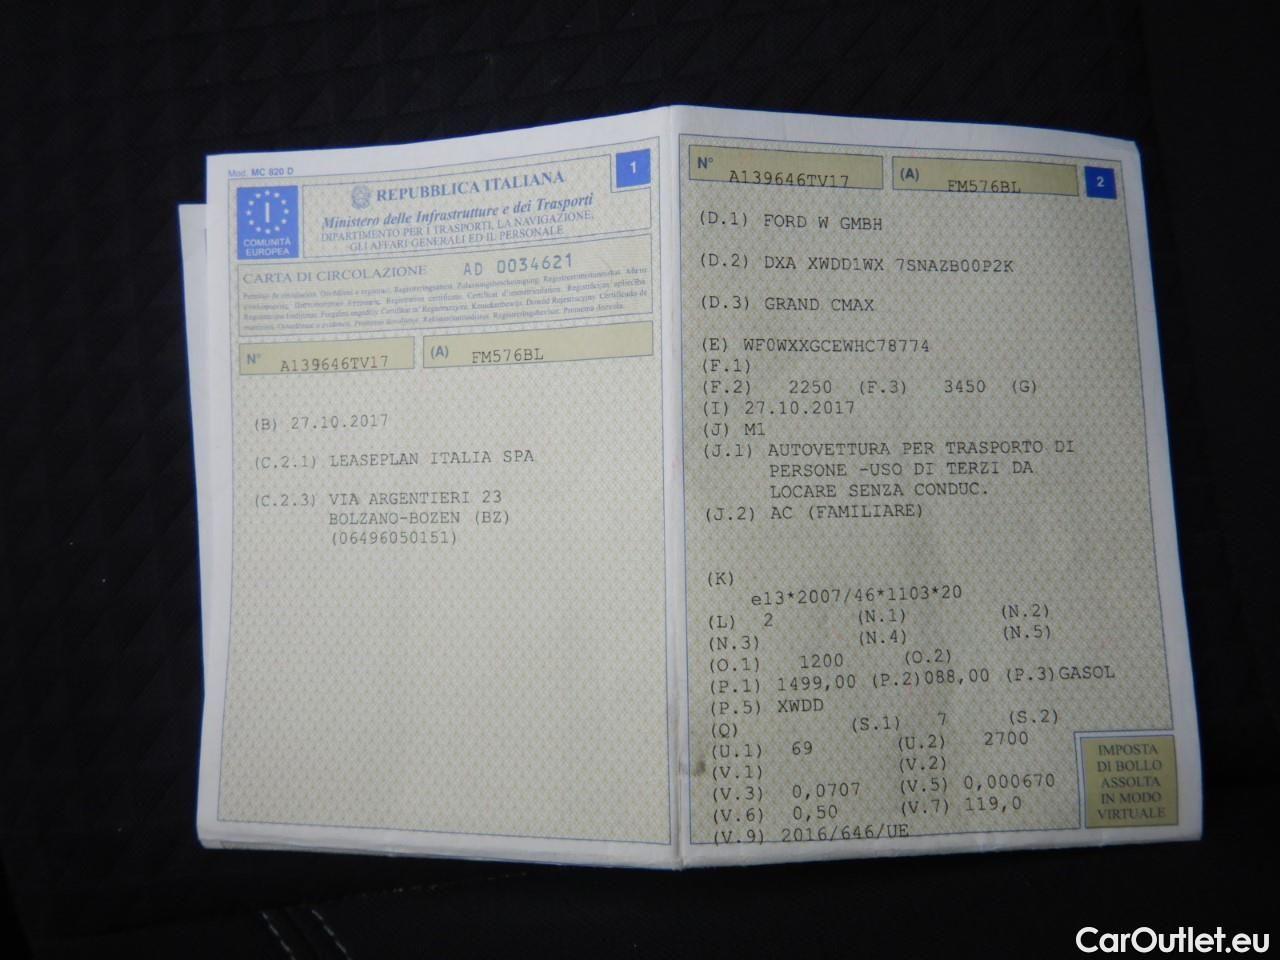 Mod. MC 820 D
1
REPUBBLICA ITALIANA
Ministero delle Infrastrutture e dei Trasporti
DIPARTIMENTO PER I TRASPORTI, LA NAVIGAZIONE,
GLI AFFARI GENERALI ED IL PERSONALE
I
COMUNITÀ
EUROPEA
CARTA DI CIRCOLAZIONE AD 0034621
N° A139646TV17 (A) FM576BL
(B) 27.10.2017
(C.2.1) LEASEPLAN ITALIA SPA
(C.2.3) VIA ARGENTIERI 23
BOLZANO-BOZEN (BZ)
(06496050151)
N° A139646TV17 (A) FM576BL 2
(D.1) FORD W GMBH
(D.2) DXA XWDD1WX 7SNAZB00P2K
(D.3) GRAND CMAX
(E) WF0WXXGCEWHC78774
(F.1)
(F.2) 2250 (F.3) 3450 (G)
(I) 27.10.2017
(J) M1
(J.1) AUTOVETTURA PER TRASPORTO DI
PERSONE -USO DI TERZI DA
LOCARE SENZA CONDUC.
(J.2) AC (FAMILIARE)
(K)
e13*2007/46*1103*20
(L) 2 (N.1) (N.2)
(N.3) (N.4) (N.5)
(O.1) 1200 (O.2)
(P.1) 1499,00 (P.2)088,00 (P.3)GASOL
(P.5) XWDD
(Q) (S.1) 7 (S.2)
(U.1) 69 (U.2) 2700
(V.1) (V.2)
(V.3) 0,0707 (V.5) 0,000670
(V.6) 0,50 (V.7) 119,0
(V.9) 2016/646/UE
IMPOSTA
DI BOLLO
ASSOLTA
IN MODO
VIRTUALE
CarOutlet.eu